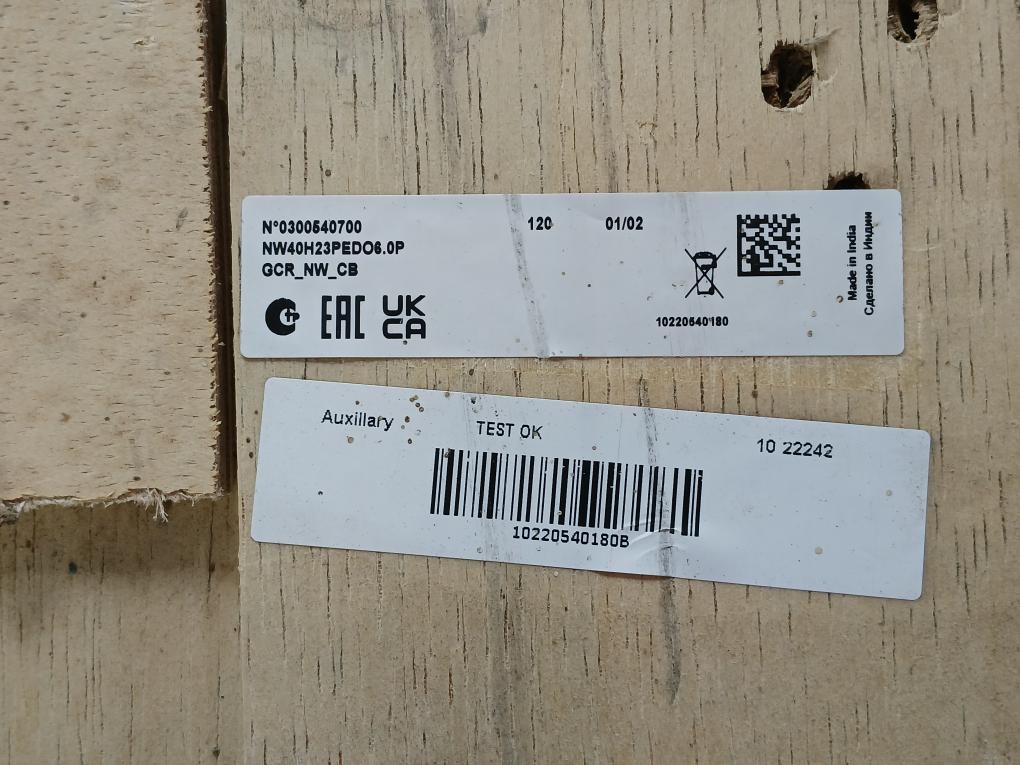 N°0300540700
NW40H23PEDO6.0P
GCR_NW_CB
120
01/02
EAC
UK
CA
10220540180
Made in India
Сделано в Индии
Auxillary
TEST OK
10 22242
10220540180B